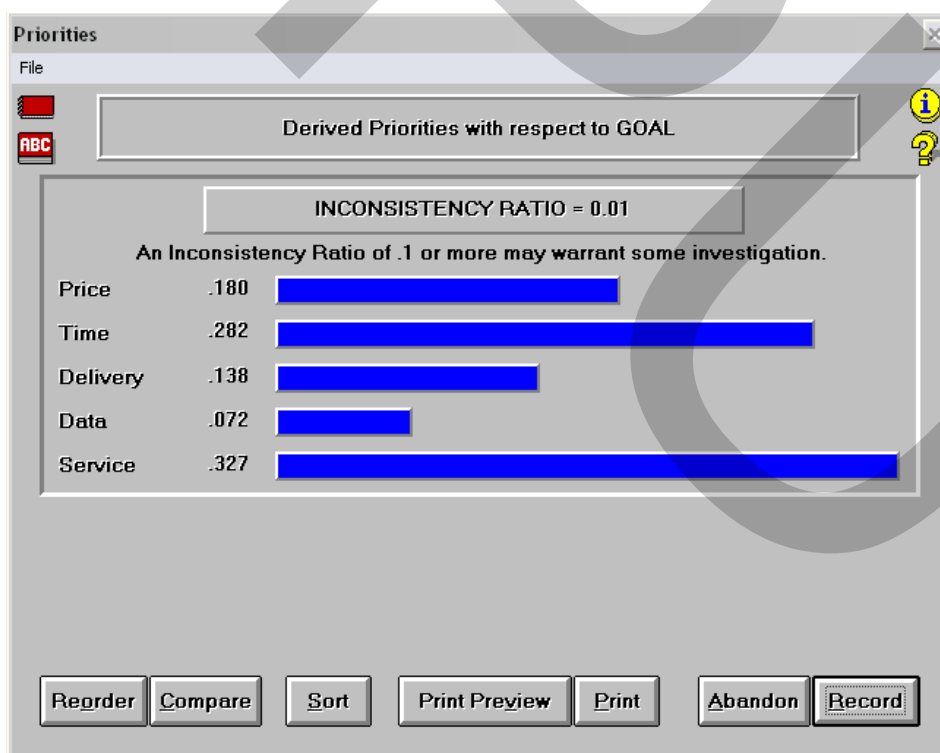 Priorities
File
ABC
Derived Priorities with respect to GOAL
i
?
INCONSISTENCY RATIO = 0.01
An Inconsistency Ratio of .1 or more may warrant some investigation.
Price .180
Time .282
Delivery .138
Data .072
Service .327
Reorder Compare Sort Print Preview Print Abandon Record